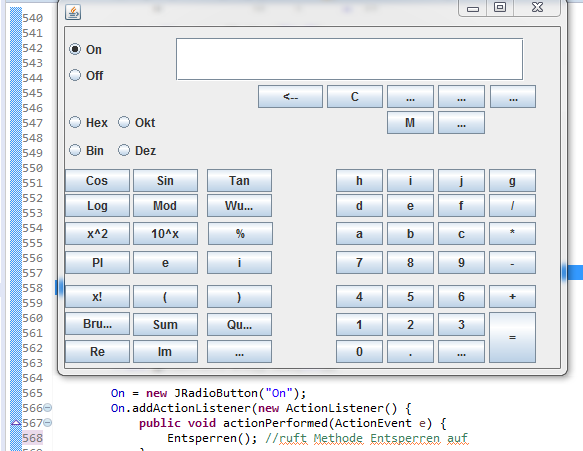 540
541
542 On
543
544 Off
545
546 <-- C ... ... ...
547 Hex Okt M ...
548
549 Bin Dez
550
551 Cos Sin Tan h i j g
552
553 Log Mod Wu... d e f /
554
555 x^2 10^x % a b c *
556
557 PI e i 7 8 9 -
558
559 x! ( ) 4 5 6 +
560
561 Bru... Sum Qu... 1 2 3 =
562
563 Re Im ... 0 . ...
564
565 On = new JRadioButton("On");
566 On.addActionListener(new ActionListener() {
567 public void actionPerformed(ActionEvent e) {
568 Entsperren(); //ruft Methode Entsperren auf